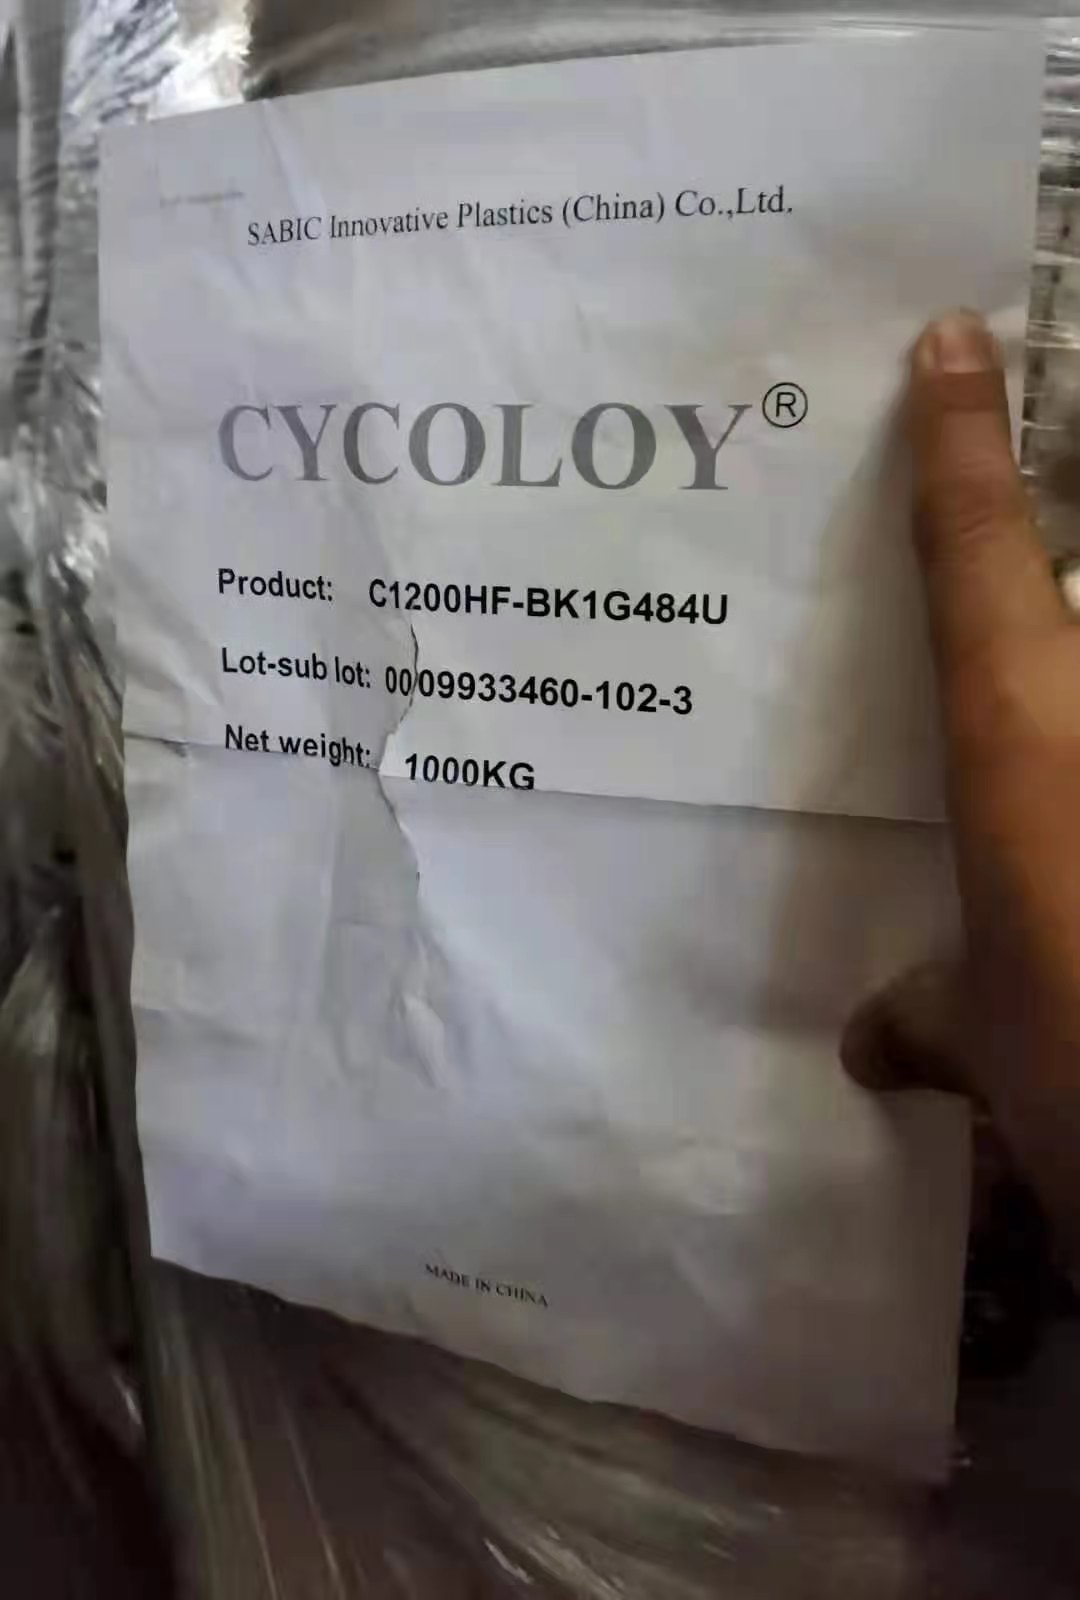 SABIC Innovative Plastics (China) Co.,Ltd.
CYCOLOY®
Product: C1200HF-BK1G484U
Lot-sub lot: 0009933460-102-3
Net weight: 1000KG
MADE IN CHINA